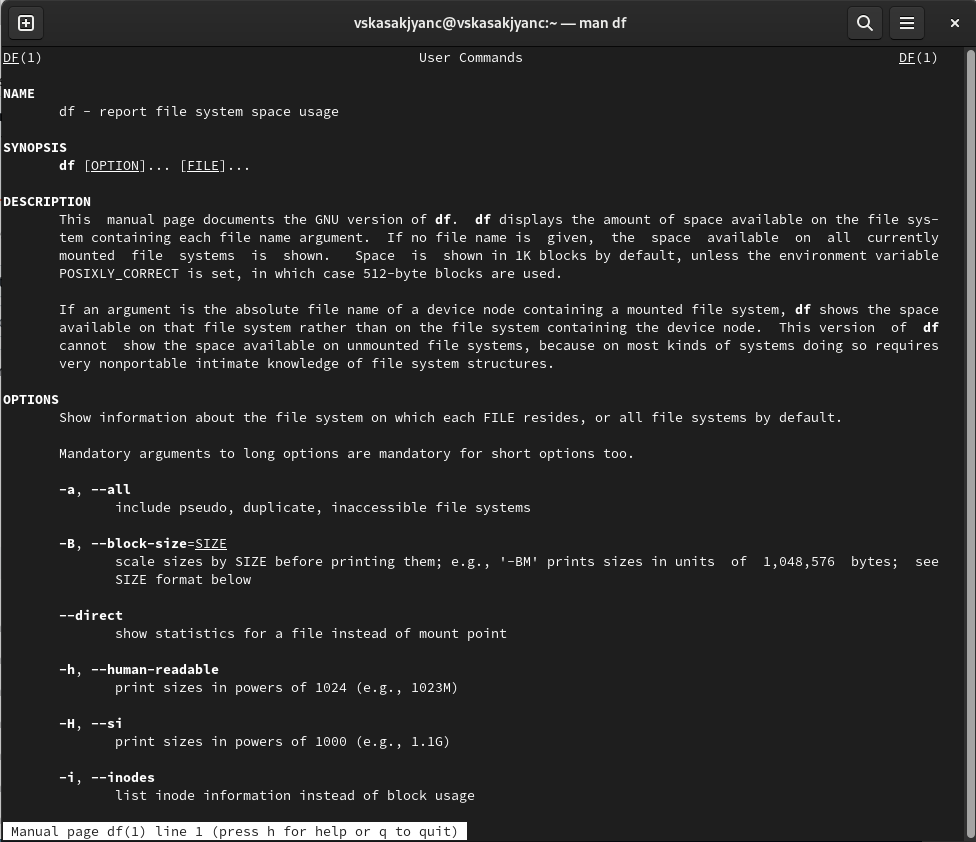 vskasakjyanc@vskasakjyanc:~ — man df
DF(1) User Commands DF(1)
NAME
df - report file system space usage
SYNOPSIS
df [OPTION]... [FILE]...
DESCRIPTION
This manual page documents the GNU version of df. df displays the amount of space available on the file sys-
tem containing each file name argument. If no file name is given, the space available on all currently
mounted file systems is shown. Space is shown in 1K blocks by default, unless the environment variable
POSIXLY_CORRECT is set, in which case 512-byte blocks are used.
If an argument is the absolute file name of a device node containing a mounted file system, df shows the space
available on that file system rather than on the file system containing the device node. This version of df
cannot show the space available on unmounted file systems, because on most kinds of systems doing so requires
very nonportable intimate knowledge of file system structures.
OPTIONS
Show information about the file system on which each FILE resides, or all file systems by default.
Mandatory arguments to long options are mandatory for short options too.
-a, --all
include pseudo, duplicate, inaccessible file systems
-B, --block-size=SIZE
scale sizes by SIZE before printing them; e.g., '-BM' prints sizes in units of 1,048,576 bytes; see
SIZE format below
--direct
show statistics for a file instead of mount point
-h, --human-readable
print sizes in powers of 1024 (e.g., 1023M)
-H, --si
print sizes in powers of 1000 (e.g., 1.1G)
-i, --inodes
list inode information instead of block usage
Manual page df(1) line 1 (press h for help or q to quit)